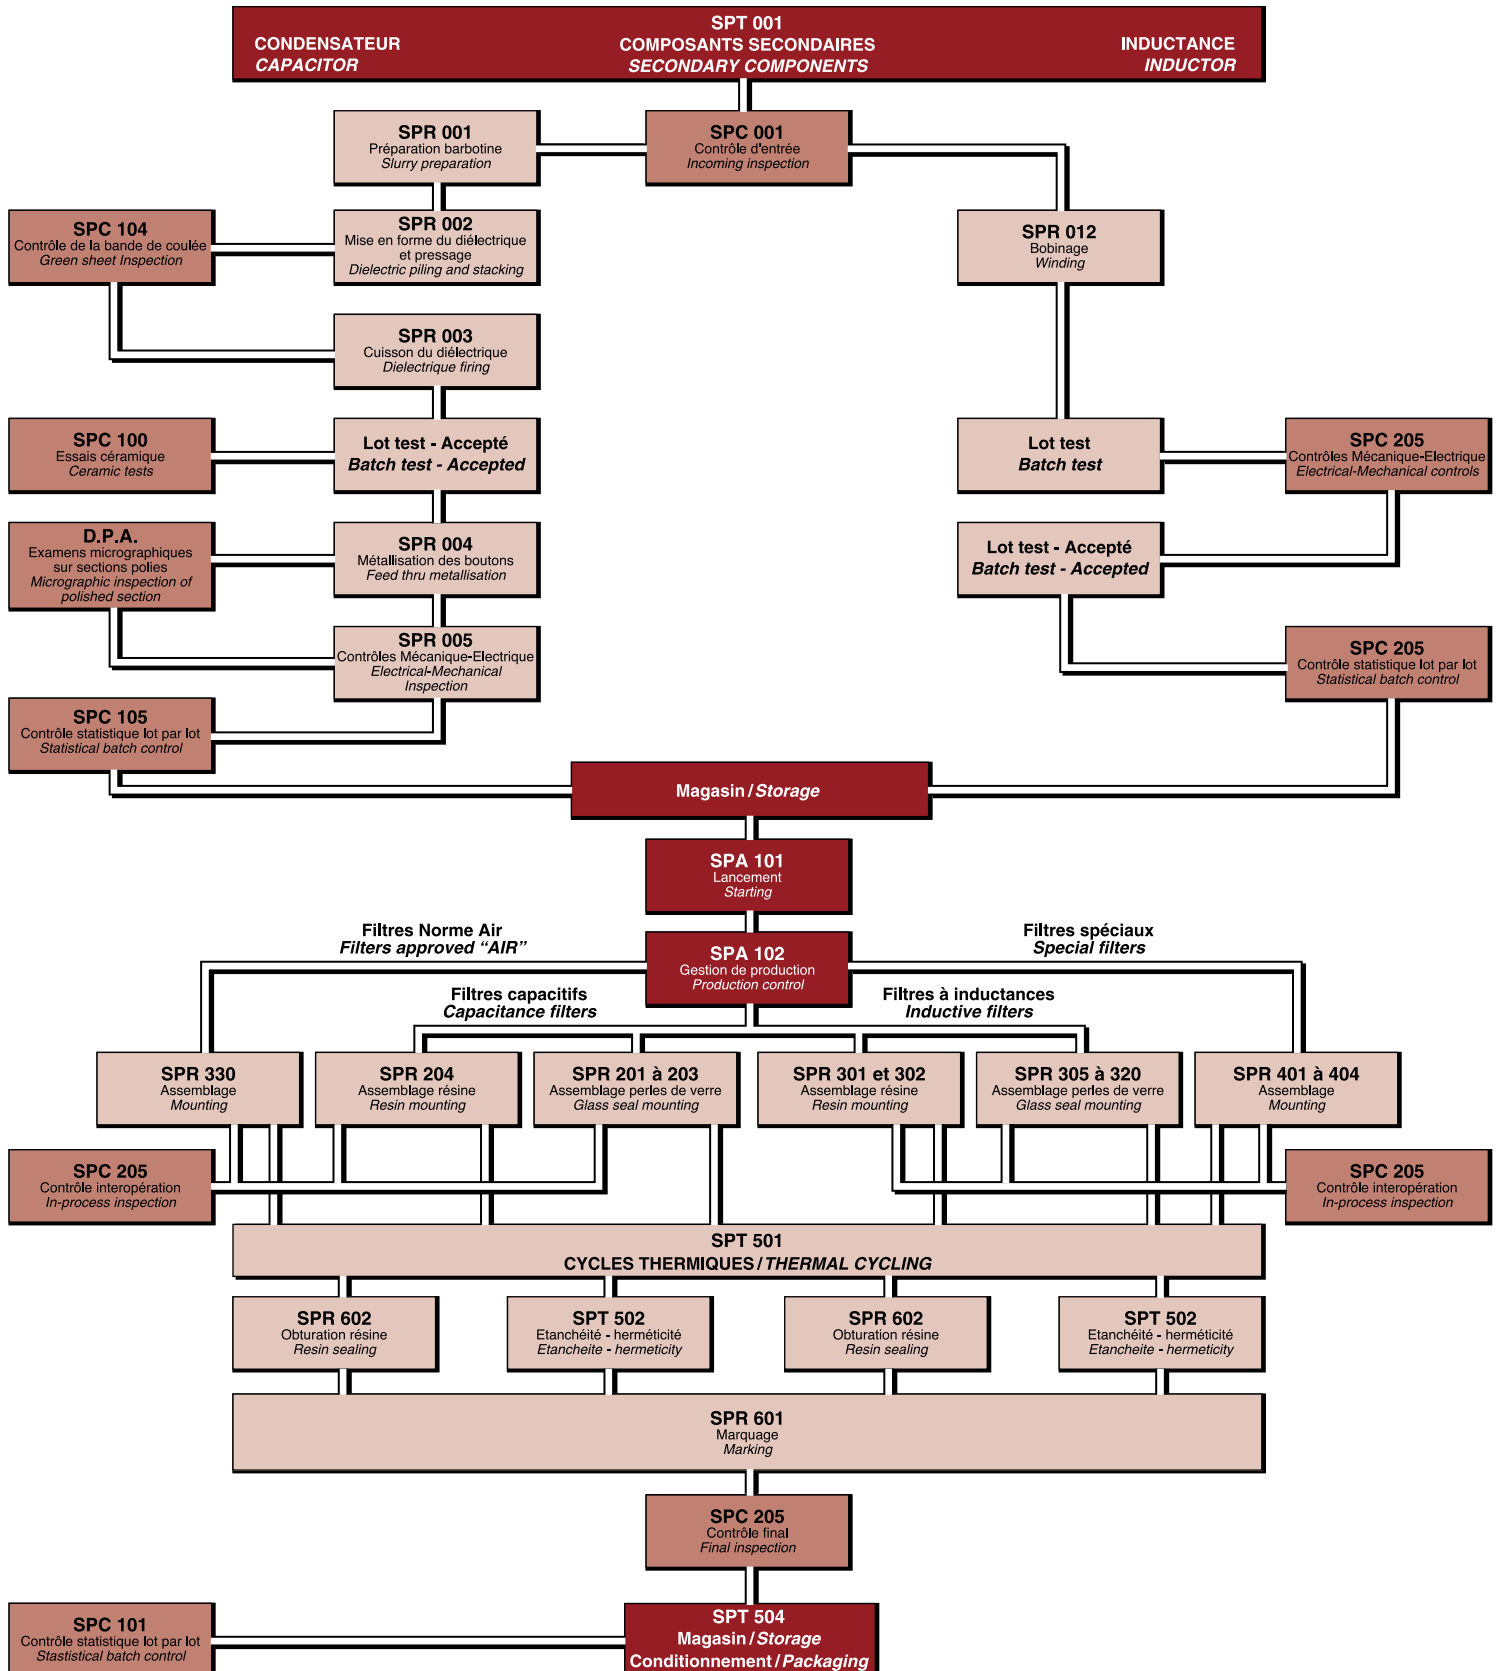 SPT 001
CONDENSATEUR
CAPACITOR
COMPOSANTS SECONDAIRES
SECONDARY COMPONENTS
INDUCTANCE
INDUCTOR
SPR 001
Préparation barbotine
Slurry preparation
SPC 001
Contrôle d'entrée
Incoming inspection
SPC 104
Contrôle de la bande de coulée
Green sheet Inspection
SPR 002
Mise en forme du diélectrique
et pressage
Dielectric piling and stacking
SPR 012
Bobinage
Winding
SPR 003
Cuisson du diélectrique
Dielectrique firing
SPC 100
Essais céramique
Ceramic tests
Lot test - Accepté
Batch test - Accepted
Lot test
Batch test
SPC 205
Contrôles Mécanique-Electrique
Electrical-Mechanical controls
D.P.A.
Examens micrographiques
sur sections polies
Micrographic inspection of
polished section
SPR 004
Métallisation des boutons
Feed thru metallisation
Lot test - Accepté
Batch test - Accepted
SPR 005
Contrôles Mécanique-Electrique
Electrical-Mechanical
Inspection
SPC 205
Contrôle statistique lot par lot
Statistical batch control
SPC 105
Contrôle statistique lot par lot
Statistical batch control
Magasin / Storage
SPA 101
Lancement
Starting
Filtres Norme Air
Filters approved “AIR”
SPA 102
Gestion de production
Production control
Filtres spéciaux
Special filters
Filtres capacitifs
Capacitance filters
Filtres à inductances
Inductive filters
SPR 330
Assemblage
Mounting
SPR 204
Assemblage résine
Resin mounting
SPR 201 à 203
Assemblage perles de verre
Glass seal mounting
SPR 301 et 302
Assemblage résine
Resin mounting
SPR 305 à 320
Assemblage perles de verre
Glass seal mounting
SPR 401 à 404
Assemblage
Mounting
SPC 205
Contrôle interopération
In-process inspection
SPC 205
Contrôle interopération
In-process inspection
SPT 501
CYCLES THERMIQUES / THERMAL CYCLING
SPR 602
Obturation résine
Resin sealing
SPT 502
Etanchéité - herméticité
Etancheite - hermeticity
SPR 602
Obturation résine
Resin sealing
SPT 502
Etanchéité - herméticité
Etancheite - hermeticity
SPR 601
Marquage
Marking
SPC 205
Contrôle final
Final inspection
SPC 101
Contrôle statistique lot par lot
Stastistical batch control
SPT 504
Magasin / Storage
Conditionnement / Packaging